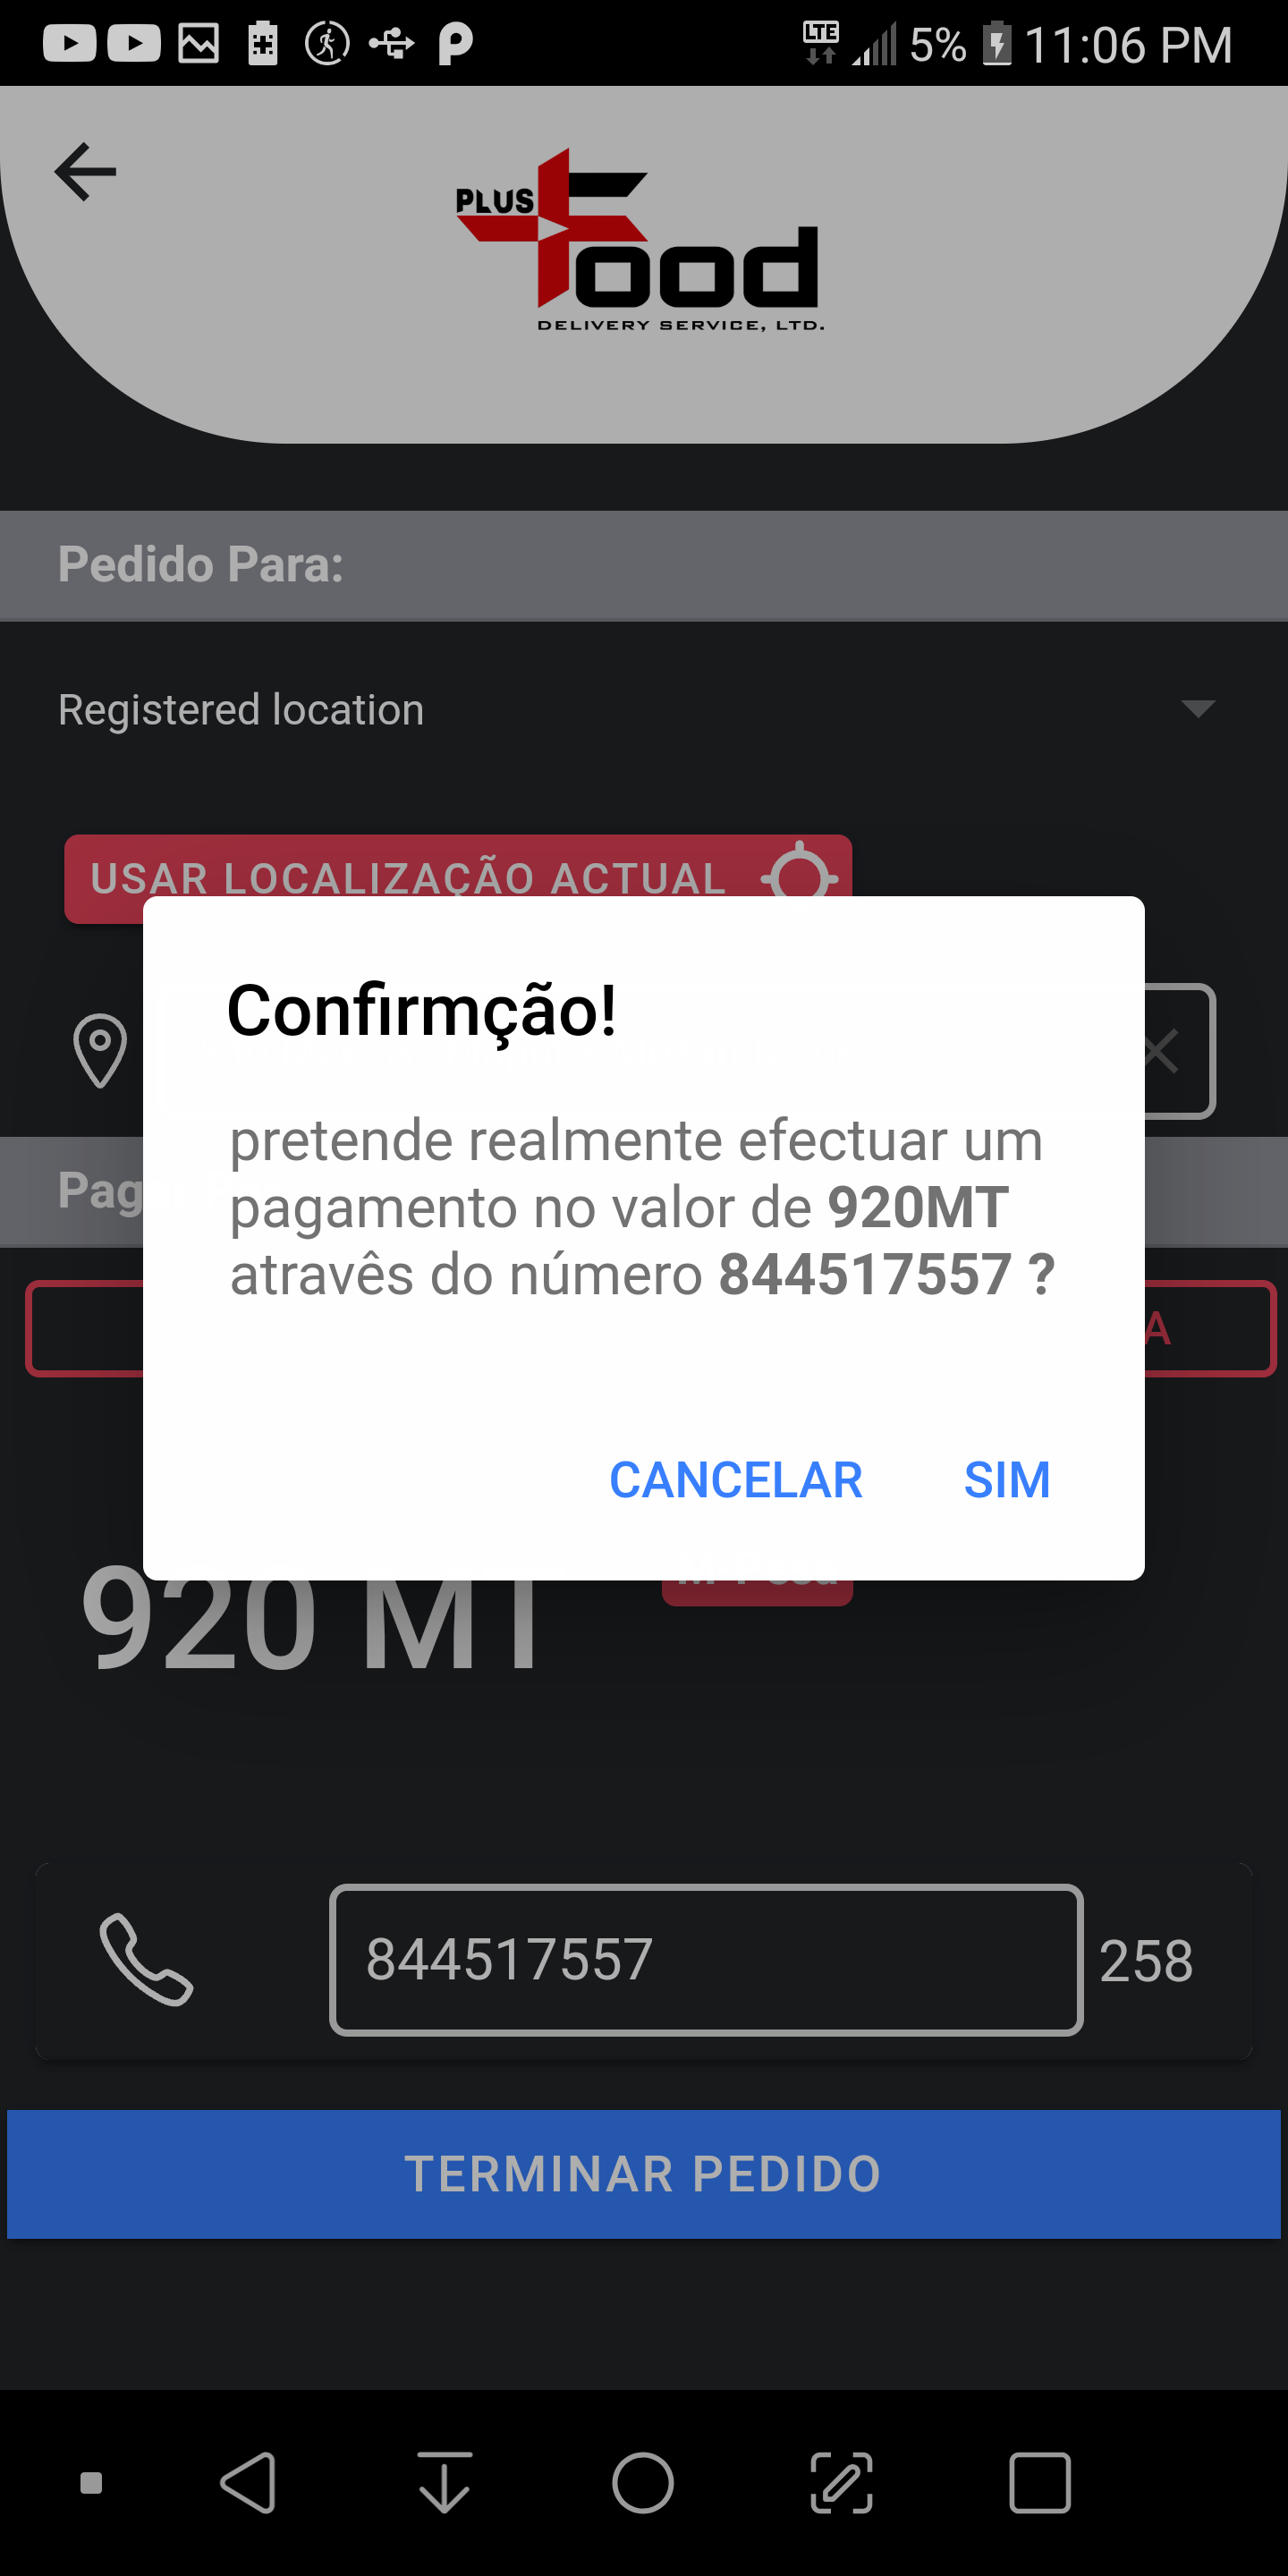 LTE 5% 11:06 PM
PLUS
Food
DELIVERY SERVICE, LTD.
Pedido Para:
Registered location
USAR LOCALIZAÇÃO ACTUAL
Confirmção!
pretende realmente efectuar um
pagamento no valor de 920MT
atravês do número 844517557 ?
CANCELAR SIM
920 MT
844517557 258
TERMINAR PEDIDO